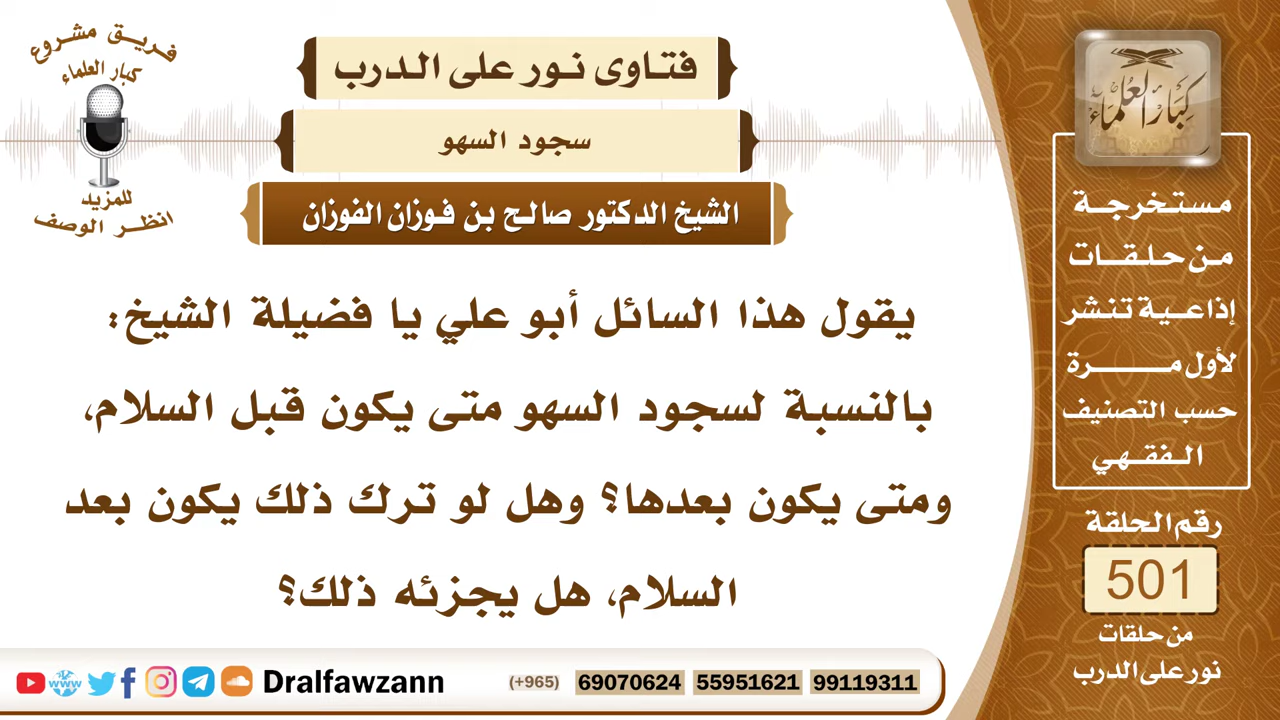 فريق مشروع
كبار العلماء
للمزيد
انظر الوصف
فتاوى نور على الدرب
سجود السهو
الشيخ الدكتور صالح بن فوزان الفوزان
يقول هذا السائل أبو علي يا فضيلة الشيخ:
بالنسبة لسجود السهو متى يكون قبل السلام،
ومتى يكون بعدها؟ وهل لو ترك ذلك يكون بعد
السلام، هل يجزئه ذلك؟
كبار العلماء
مستخرجة
من حلقات
إذاعية تنشر
لأول مرة
حسب التصنيف
الفقهي
رقم الحلقة
501
من حلقات
نور على الدرب
www Dralfawzann (+965) 69070624 55951621 99119311